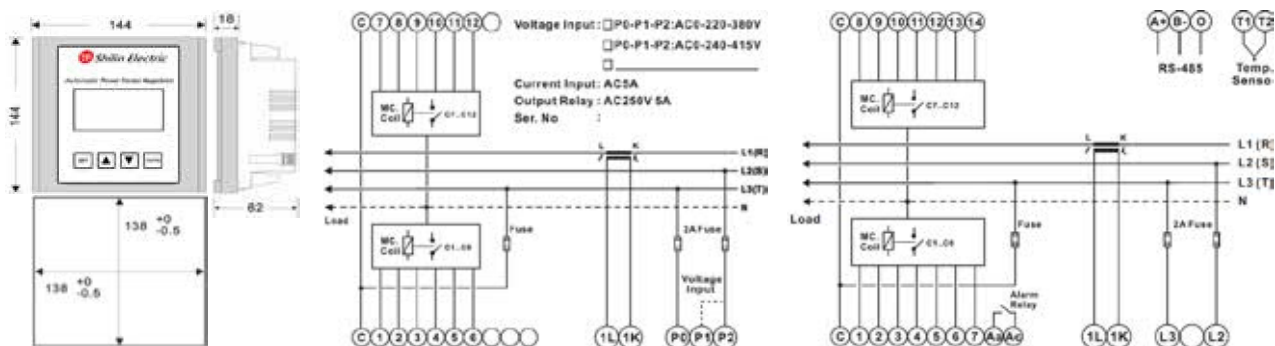 144
18
144
Shilin Electric
Automatic Power Factor Regulator
SET
82
138 +0 -0.5
138 +0 -0.5
C 7 8 9 10 11 12
MC. Coil
C7...C12
Voltage Input : □P0-P1-P2:AC0-220-380V
□P0-P1-P2:AC0-240-415V
□
Current Input : AC5A
Output Relay : AC250V 5A
Ser. No :
L K
L1(R)
L2(S)
L3(T)
N
Load
MC. Coil
C1...C6
Fuse
2A Fuse
Voltage Input
C 1 2 3 4 5 6
1L 1K
P0 P1 P2
C 8 9 10 11 12 13 14
MC. Coil
C7...C12
A+ B- O
RS-485
T1 T2
Temp.
Senso
L K
L1 (R)
L2 (S)
L3 (T)
N
Load
MC. Coil
C1...C6
Fuse
2A Fuse
Alarm Relay
C 1 2 3 4 5 6 7 Aa Ac
1L 1K
L3 L2